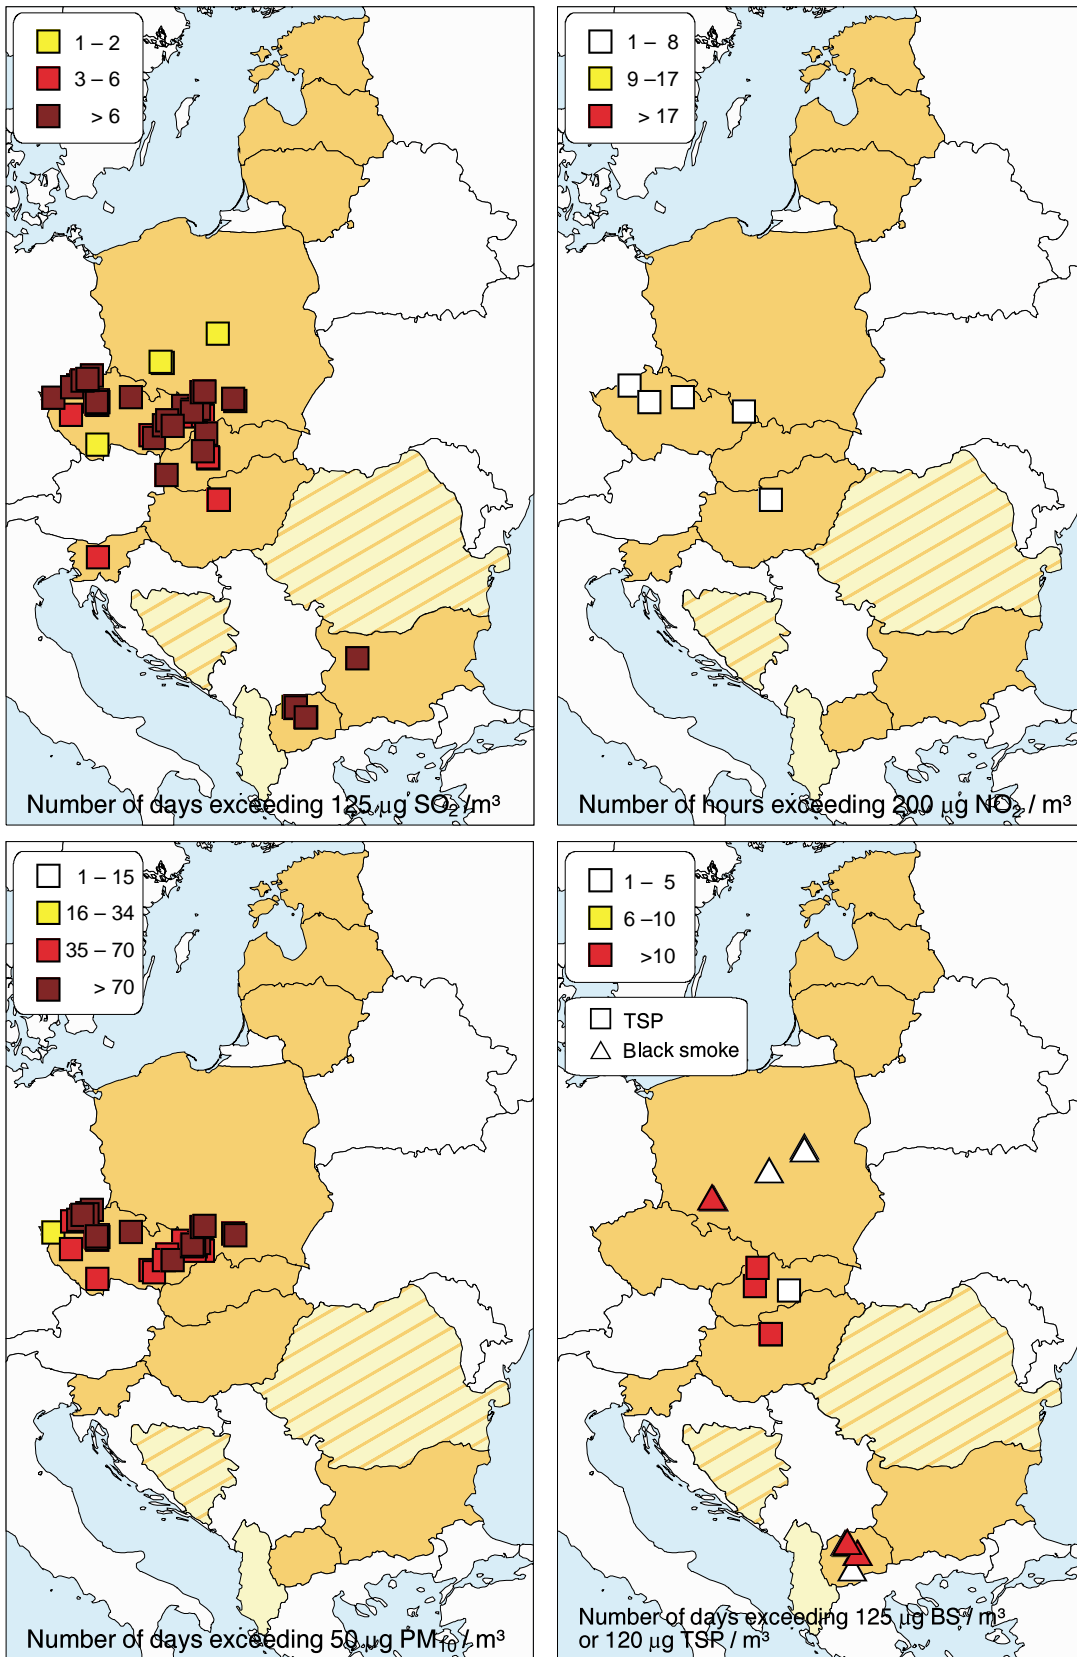 1 – 2
3 – 6
> 6
Number of days exceeding 125 µg SO₂ /m³
1 – 8
9 –17
> 17
Number of hours exceeding 200 µg NO₂ / m³
1 – 15
16 – 34
35 – 70
> 70
Number of days exceeding 50 µg PM₁₀ / m³
1 – 5
6 –10
>10
TSP
Black smoke
Number of days exceeding 125 µg BS / m³
or 120 µg TSP / m³